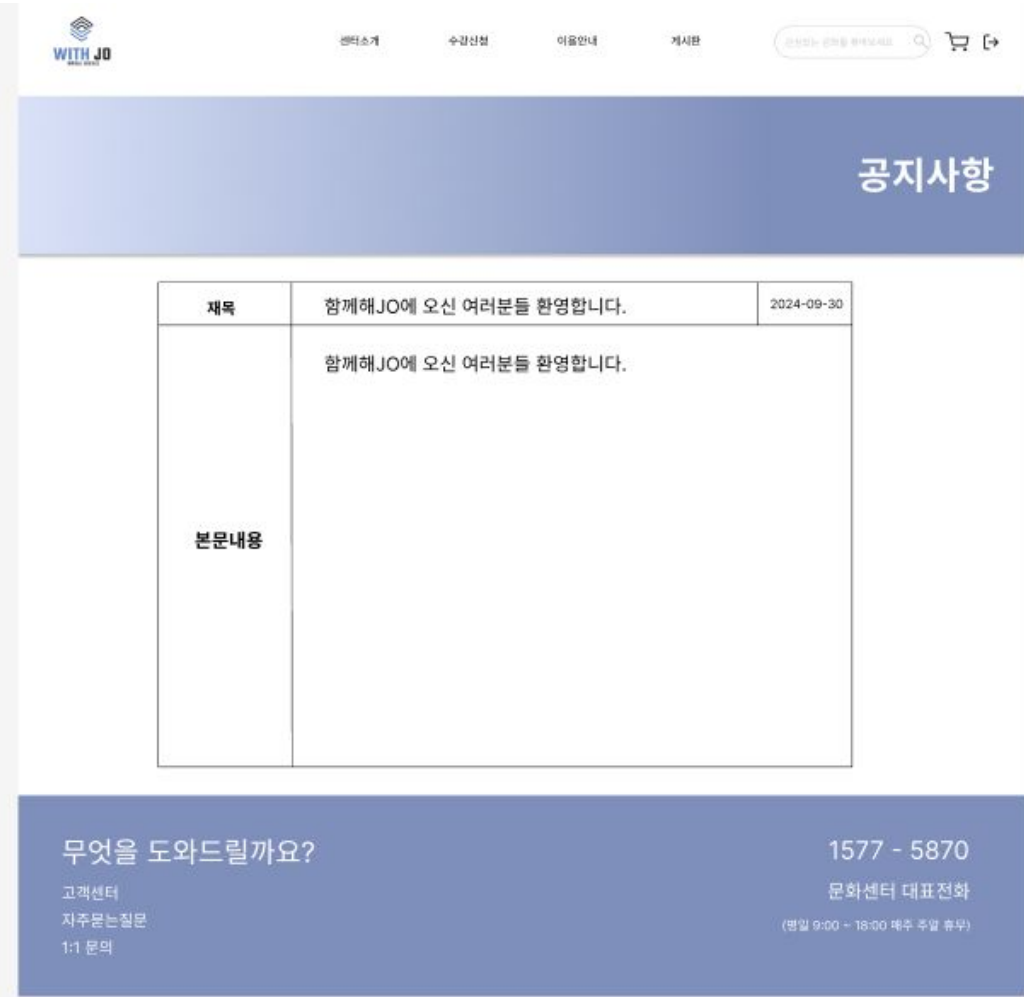 WITH JO
센터소개 수강신청 이용안내 게시판
공지사항
재목 함께해JO에 오신 여러분들 환영합니다. 2024-09-30
함께해JO에 오신 여러분들 환영합니다.
본문내용
무엇을 도와드릴까요?
고객센터
자주묻는질문
1:1 문의
1577 - 5870
문화센터 대표전화
(평일 9:00 ~ 18:00 매주 주말 휴무)